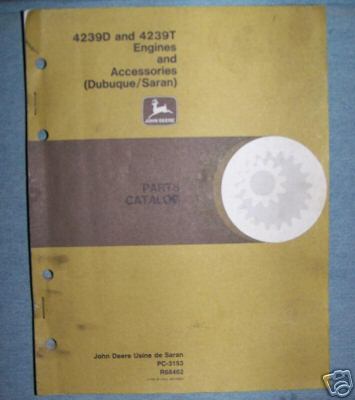 4239D and 4239T
Engines
and
Accessories
(Dubuque/Saran)
JOHN DEERE
PARTS
CATALOG
John Deere Usine de Saran
PC-3153
ebY